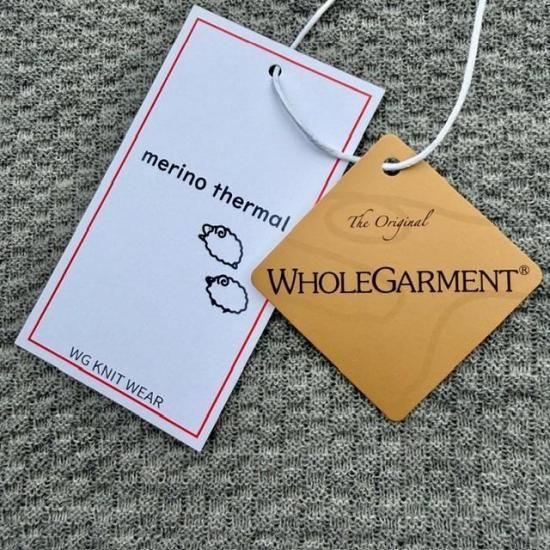 merino thermal
WG KNIT WEAR
The Original
WHOLEGARMENT®